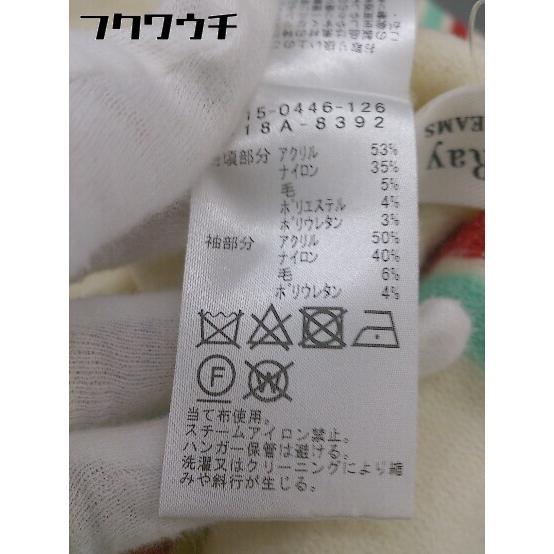 フクワウチ
15-0446-126
18A-8392
身頃部分 アクリル 53%
ナイロン 35%
毛 5%
ポリエステル 4%
ポリウレタン 3%
袖部分 アクリル 50%
ナイロン 40%
毛 6%
ポリウレタン 4%
F W
当て布使用。
スチームアイロン禁止。
ハンガー保管は避ける。
洗濯又はクリーニングにより縮
みや斜行が生じる。
Ray
BEAMS